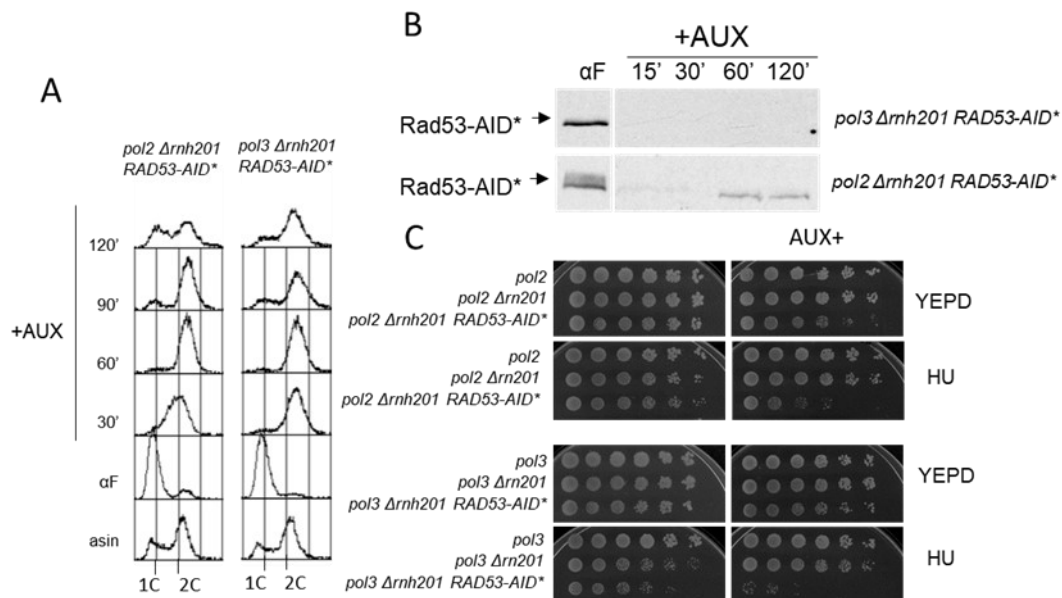 A
pol2 Δrnh201
RAD53-AID*
pol3 Δrnh201
RAD53-AID*
+AUX
120'
90'
60'
30'
αF
asin
1C
2C
1C
2C
B
+AUX
αF
15'
30'
60'
120'
Rad53-AID*
pol3 Δrnh201 RAD53-AID*
Rad53-AID*
pol2 Δrnh201 RAD53-AID*
C
AUX+
pol2
pol2 Δrn201
pol2 Δrnh201 RAD53-AID*
YEPD
pol2
pol2 Δrn201
pol2 Δrnh201 RAD53-AID*
HU
pol3
pol3 Δrn201
pol3 Δrnh201 RAD53-AID*
YEPD
pol3
pol3 Δrn201
pol3 Δrnh201 RAD53-AID*
HU